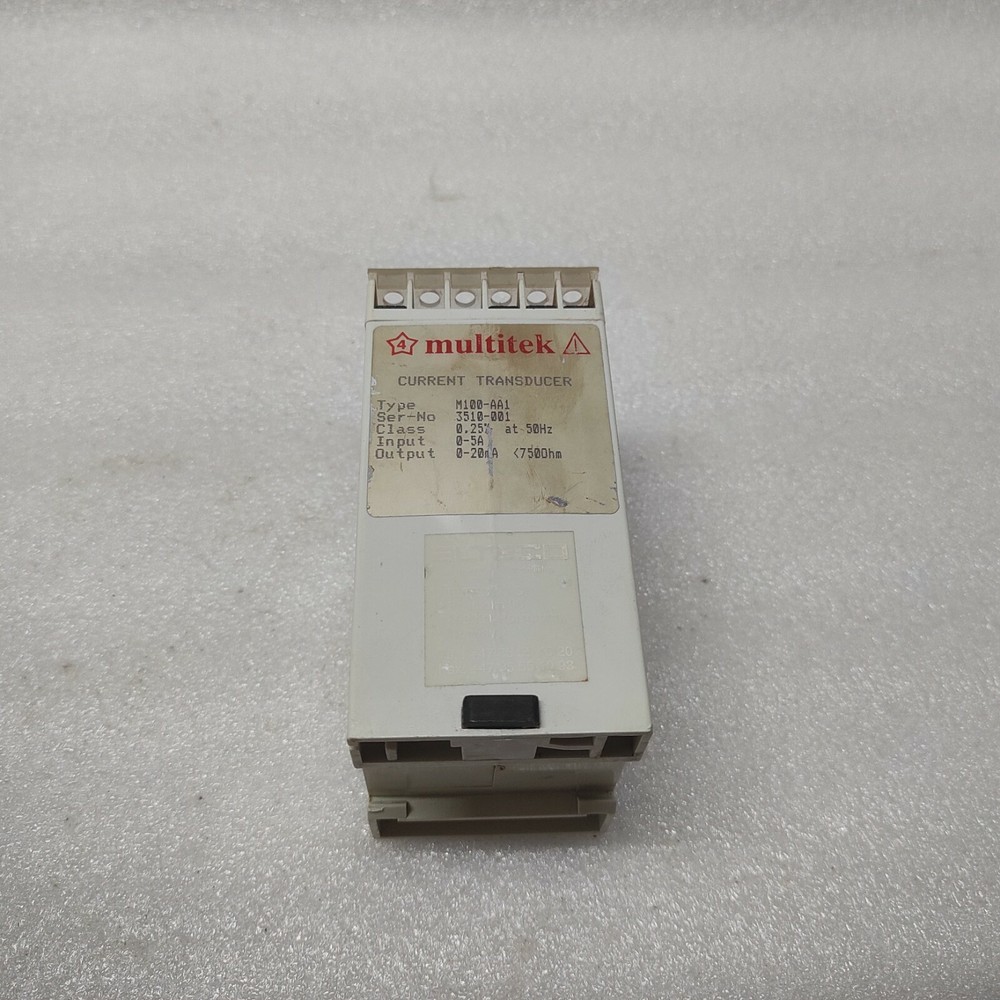 4 multitek
CURRENT TRANSDUCER
Type M100-AA1
Ser-No 3510-001
Class 0.25% at 50Hz
Input 0-5A
Output 0-20mA <750Ohm